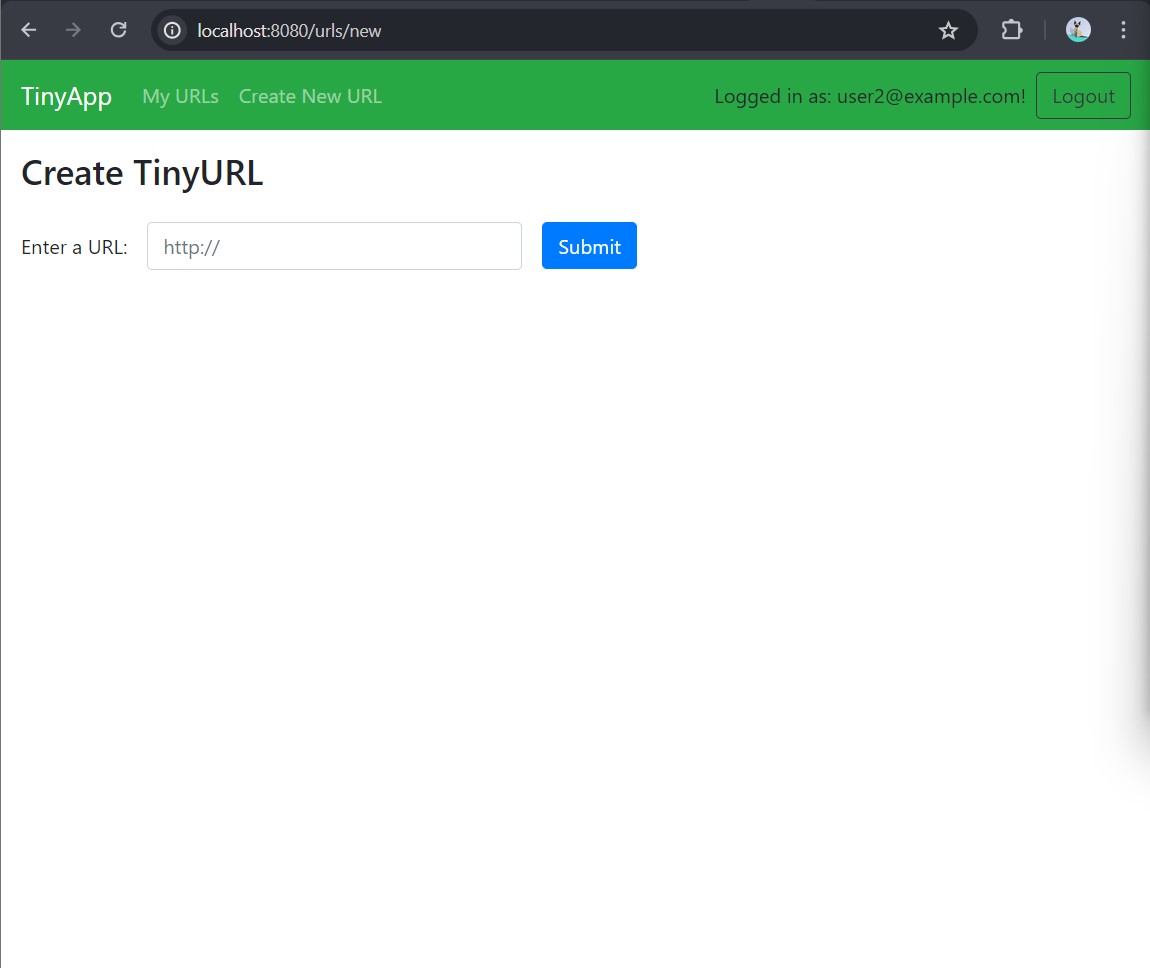 localhost:8080/urls/new
TinyApp My URLs Create New URL Logged in as: user2@example.com! Logout
Create TinyURL
Enter a URL: http:// Submit